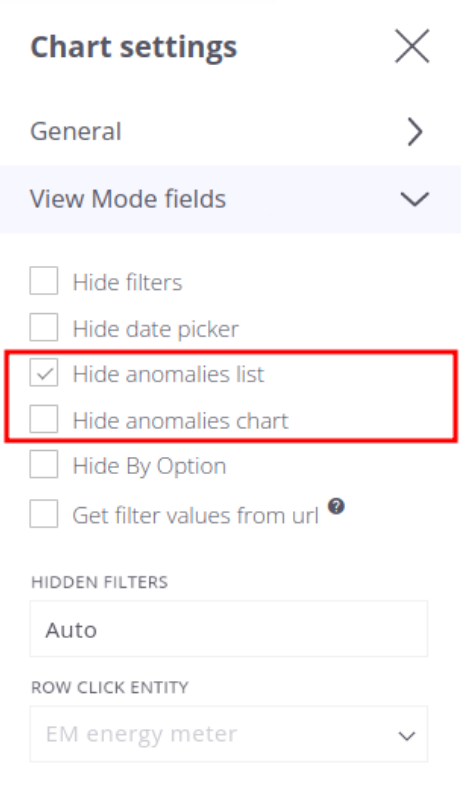 Chart settings
General
View Mode fields
Hide filters
Hide date picker
Hide anomalies list
Hide anomalies chart
Hide By Option
Get filter values from url ?
HIDDEN FILTERS
Auto
ROW CLICK ENTITY
EM energy meter